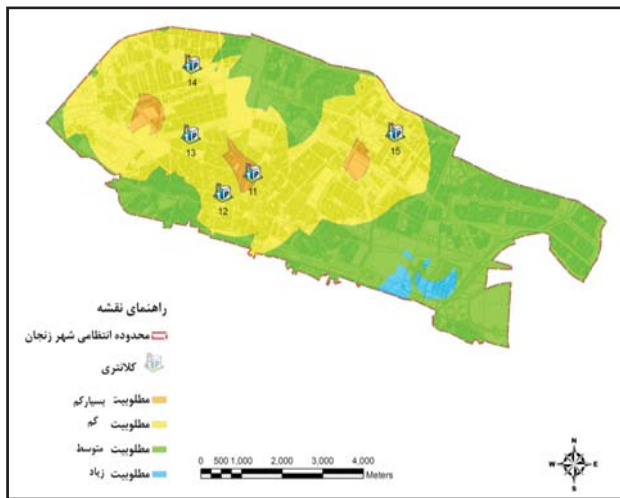 14
15
13
11
12
راهنمای نقشه
محدوده انتظامی شهر زنجان
کلانتری
مطلوبیت بسیارکم
مطلوبیت کم
مطلوبیت متوسط
مطلوبیت زیاد
0 500 1,000 2,000 3,000 4,000
Meters
N
W E
S